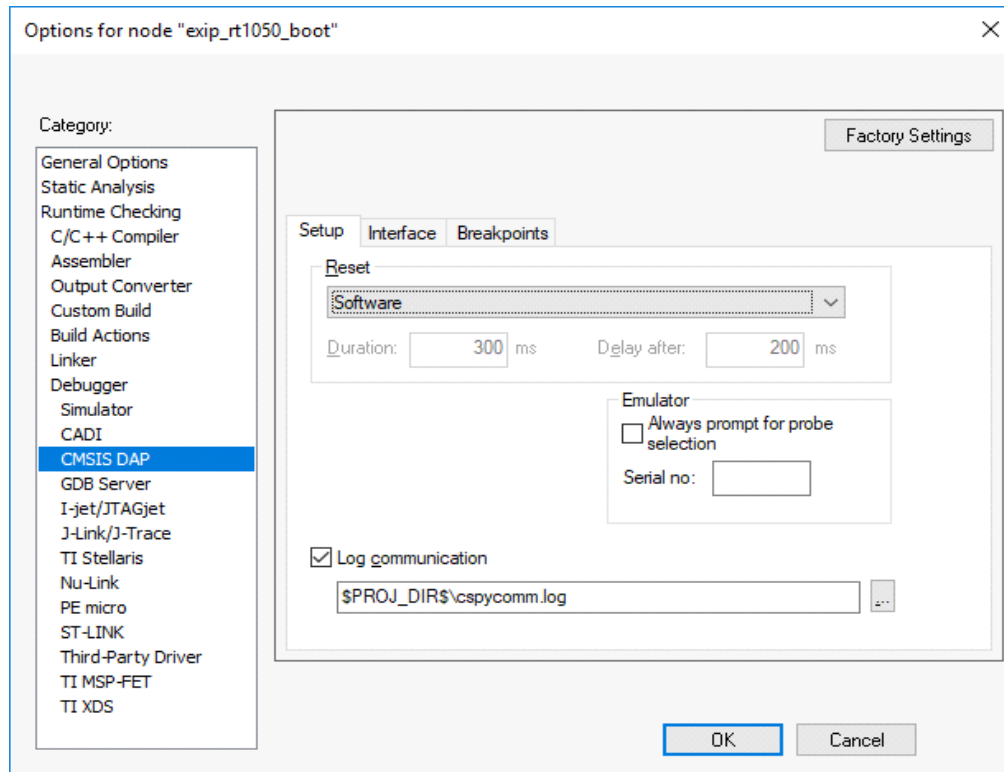 Options for node "exip_rt1050_boot"
Category:
General Options
Static Analysis
Runtime Checking
C/C++ Compiler
Assembler
Output Converter
Custom Build
Build Actions
Linker
Debugger
Simulator
CADI
CMSIS DAP
GDB Server
I-jet/JTAGjet
J-Link/J-Trace
TI Stellaris
Nu-Link
PE micro
ST-LINK
Third-Party Driver
TI MSP-FET
TI XDS
Factory Settings
Setup Interface Breakpoints
Reset
Software
Duration: 300 ms Delay after: 200 ms
Emulator
Always prompt for probe
selection
Serial no:
Log communication
$PROJ_DIR$\cspycomm.log
...
OK Cancel